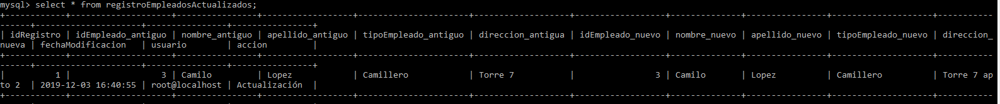 mysql> select * from registroEmpleadosActualizados;
+------------+--------------------+----------------+------------------+----------------------+-------------------+------------------+--------------+----------------+--------------------+-----------
------+---------------------+----------------+----------------+
| idRegistro | idEmpleado_antiguo | nombre_antiguo | apellido_antiguo | tipoEmpleado_antiguo | direccion_antigua | idEmpleado_nuevo | nombre_nuevo | apellido_nuevo | tipoEmpleado_nuevo | direccion_
nueva | fechaModificacion   | usuario        | accion         |
+------------+--------------------+----------------+------------------+----------------------+-------------------+------------------+--------------+----------------+--------------------+-----------
------+---------------------+----------------+----------------+
|          1 |                  3 | Camilo         | Lopez            | Camillero            | Torre 7           |                3 | Camilo       | Lopez          | Camillero          | Torre 7 ap
to 2  | 2019-12-03 16:40:55 | root@localhost | Actualización  |
+------------+--------------------+----------------+------------------+----------------------+-------------------+------------------+--------------+----------------+--------------------+-----------